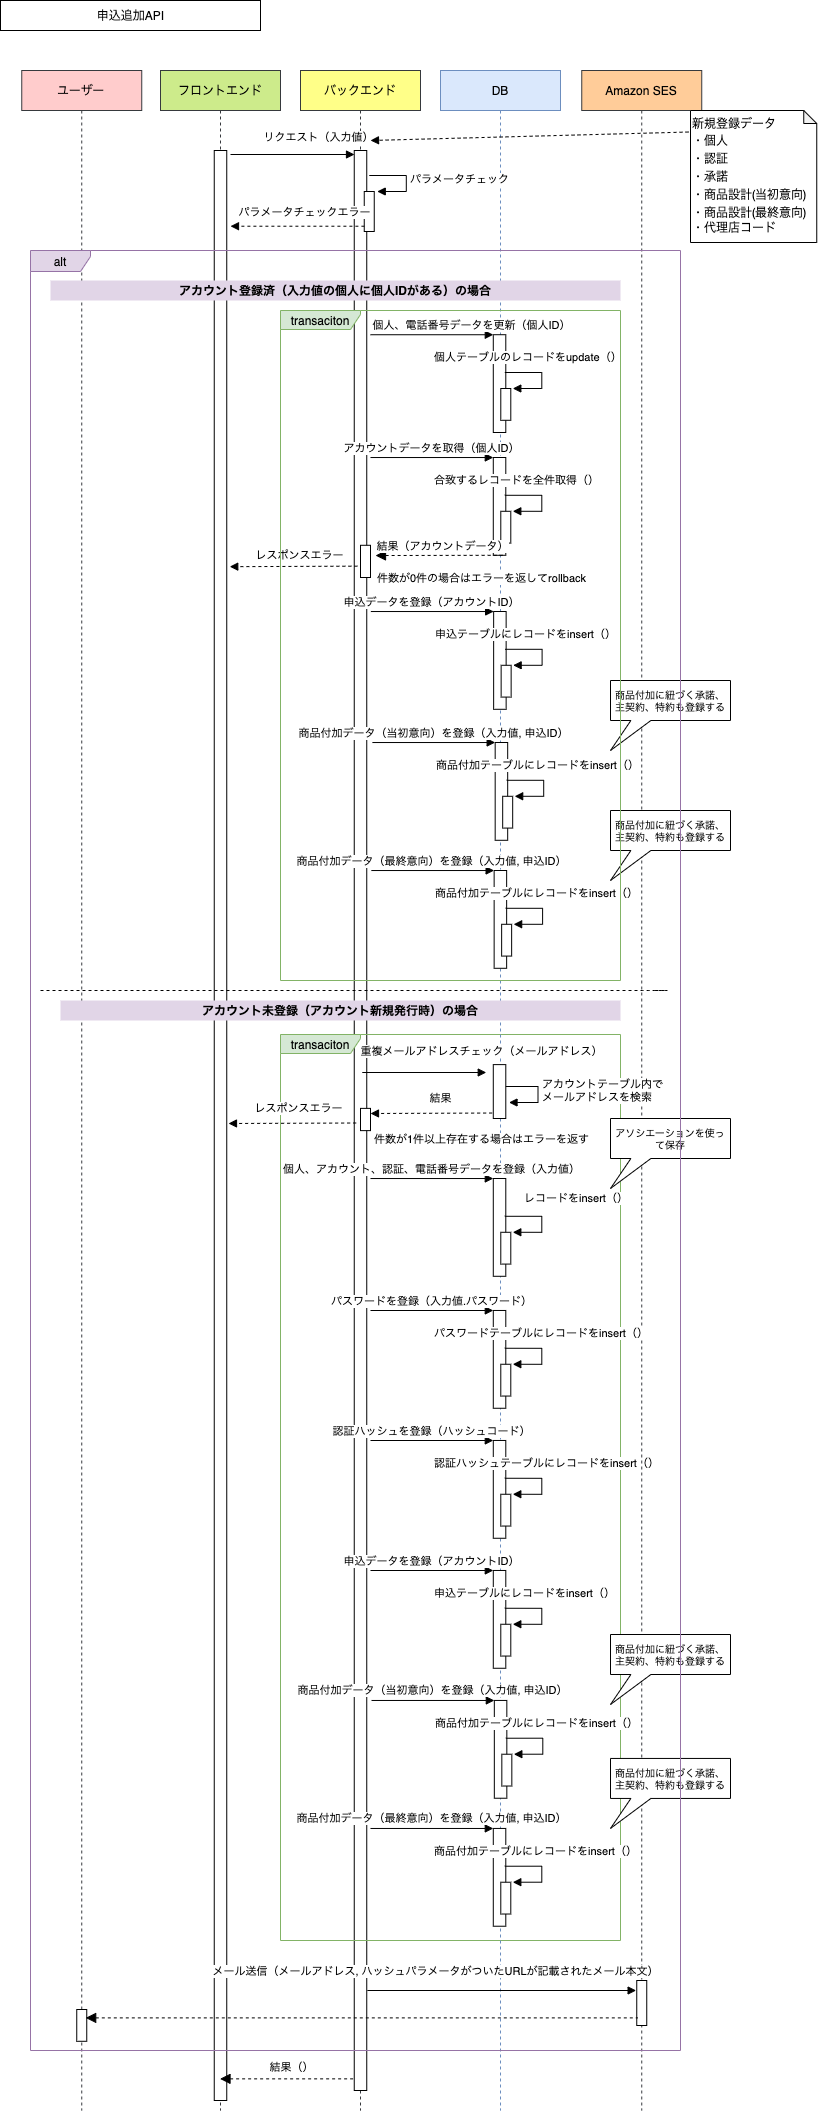 申込追加API
ユーザー
フロントエンド
バックエンド
DB
Amazon SES
新規登録データ
・個人
・認証
・承諾
・商品設計(当初意向)
・商品設計(最終意向)
・代理店コード
リクエスト（入力値）
パラメータチェック
パラメータチェックエラー
alt
アカウント登録済（入力値の個人に個人IDがある）の場合
transaciton
個人、電話番号データを更新（個人ID）
個人テーブルのレコードをupdate（）
アカウントデータを取得（個人ID）
合致するレコードを全件取得（）
結果（アカウントデータ）
レスポンスエラー
件数が0件の場合はエラーを返してrollback
申込データを登録（アカウントID）
申込テーブルにレコードをinsert（）
商品付加に紐づく承諾、
主契約、特約も登録する
商品付加データ（当初意向）を登録（入力値, 申込ID）
商品付加テーブルにレコードをinsert（）
商品付加に紐づく承諾、
主契約、特約も登録する
商品付加データ（最終意向）を登録（入力値, 申込ID）
商品付加テーブルにレコードをinsert（）
アカウント未登録（アカウント新規発行時）の場合
transaciton
重複メールアドレスチェック（メールアドレス）
アカウントテーブル内で
メールアドレスを検索
結果
レスポンスエラー
件数が1件以上存在する場合はエラーを返す
アソシエーションを使っ
て保存
個人、アカウント、認証、電話番号データを登録（入力値）
レコードをinsert（）
パスワードを登録（入力値.パスワード）
パスワードテーブルにレコードをinsert（）
認証ハッシュを登録（ハッシュコード）
認証ハッシュテーブルにレコードをinsert（）
申込データを登録（アカウントID）
申込テーブルにレコードをinsert（）
商品付加に紐づく承諾、
主契約、特約も登録する
商品付加データ（当初意向）を登録（入力値, 申込ID）
商品付加テーブルにレコードをinsert（）
商品付加に紐づく承諾、
主契約、特約も登録する
商品付加データ（最終意向）を登録（入力値, 申込ID）
商品付加テーブルにレコードをinsert（）
メール送信（メールアドレス, ハッシュパラメータがついたURLが記載されたメール本文）
結果（）